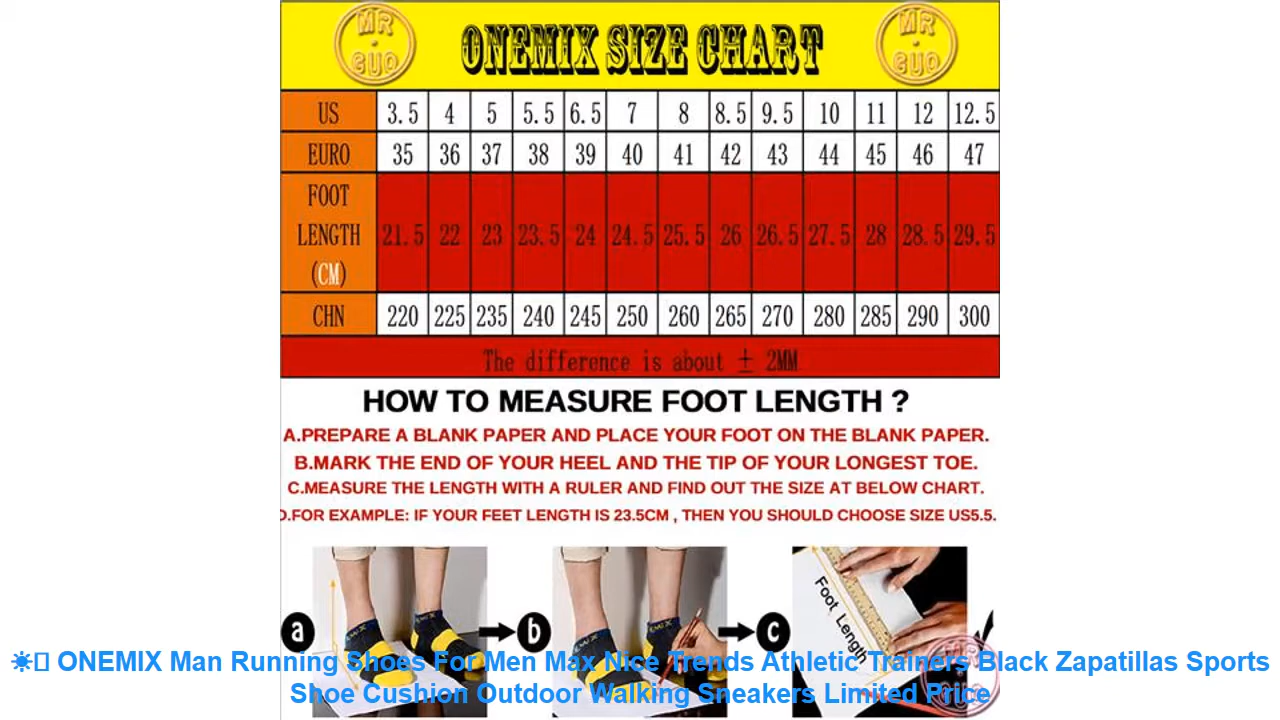 MR GUO
ONEMIX SIZE CHART
MR GUO
US 3.5 4 5 5.5 6.5 7 8 8.5 9.5 10 11 12 12.5
EURO 35 36 37 38 39 40 41 42 43 44 45 46 47
FOOT LENGTH (CM) 21.5 22 23 23.5 24 24.5 25.5 26 26.5 27.5 28 28.5 29.5
CHN 220 225 235 240 245 250 260 265 270 280 285 290 300
The difference is about ± 2MM
HOW TO MEASURE FOOT LENGTH ?
A.PREPARE A BLANK PAPER AND PLACE YOUR FOOT ON THE BLANK PAPER.
B.MARK THE END OF YOUR HEEL AND THE TIP OF YOUR LONGEST TOE.
C.MEASURE THE LENGTH WITH A RULER AND FIND OUT THE SIZE AT BELOW CHART.
D.FOR EXAMPLE: IF YOUR FEET LENGTH IS 23.5CM , THEN YOU SHOULD CHOOSE SIZE US5.5.
a b c
Foot Length
MR GUO
ONEMIX Man Running Shoes For Men Max Nice Trends Athletic Trainers Black Zapatillas Sports
Shoe Cushion Outdoor Walking Sneakers Limited Price